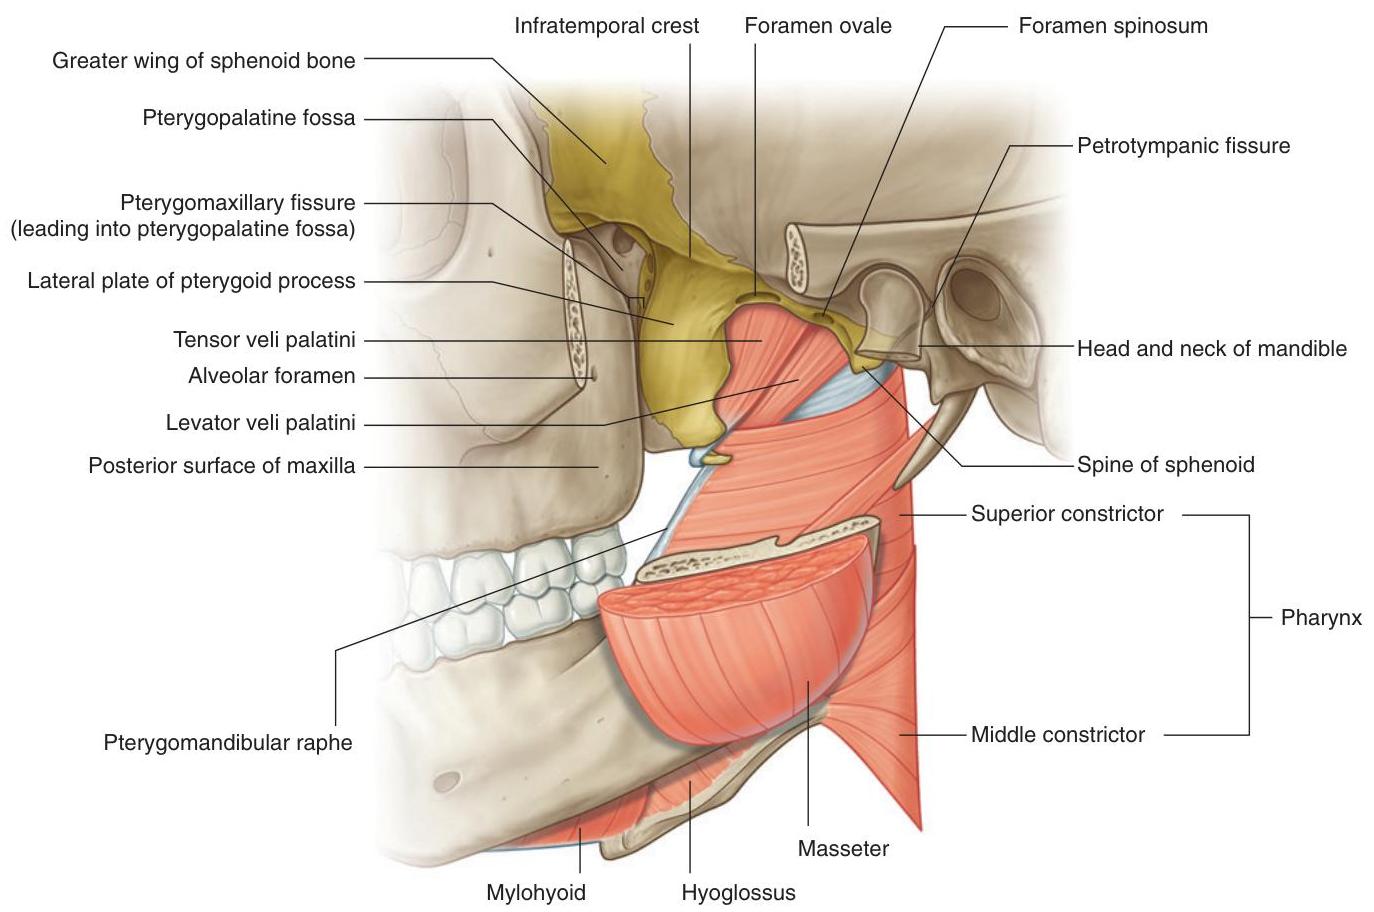 Infratemporal crest
Foramen ovale
Foramen spinosum
Greater wing of sphenoid bone
Pterygopalatine fossa
Petrotympanic fissure
Pterygomaxillary fissure
(leading into pterygopalatine fossa)
Lateral plate of pterygoid process
Tensor veli palatini
Head and neck of mandible
Alveolar foramen
Levator veli palatini
Posterior surface of maxilla
Spine of sphenoid
Superior constrictor
Pharynx
Middle constrictor
Pterygomandibular raphe
Masseter
Mylohyoid
Hyoglossus